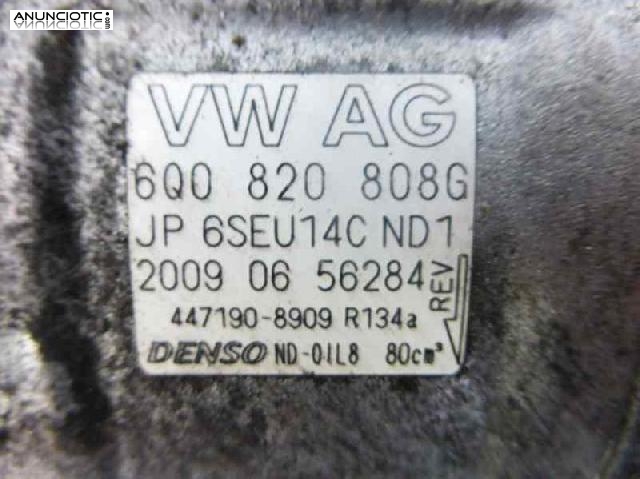 ANUNCIOTIC.com
VW AG
6Q0 820 808G
JP 6SEU14C ND1
2009 06 56284
REV
447190-8909 R134a
DENSO ND-OIL8 80cm³